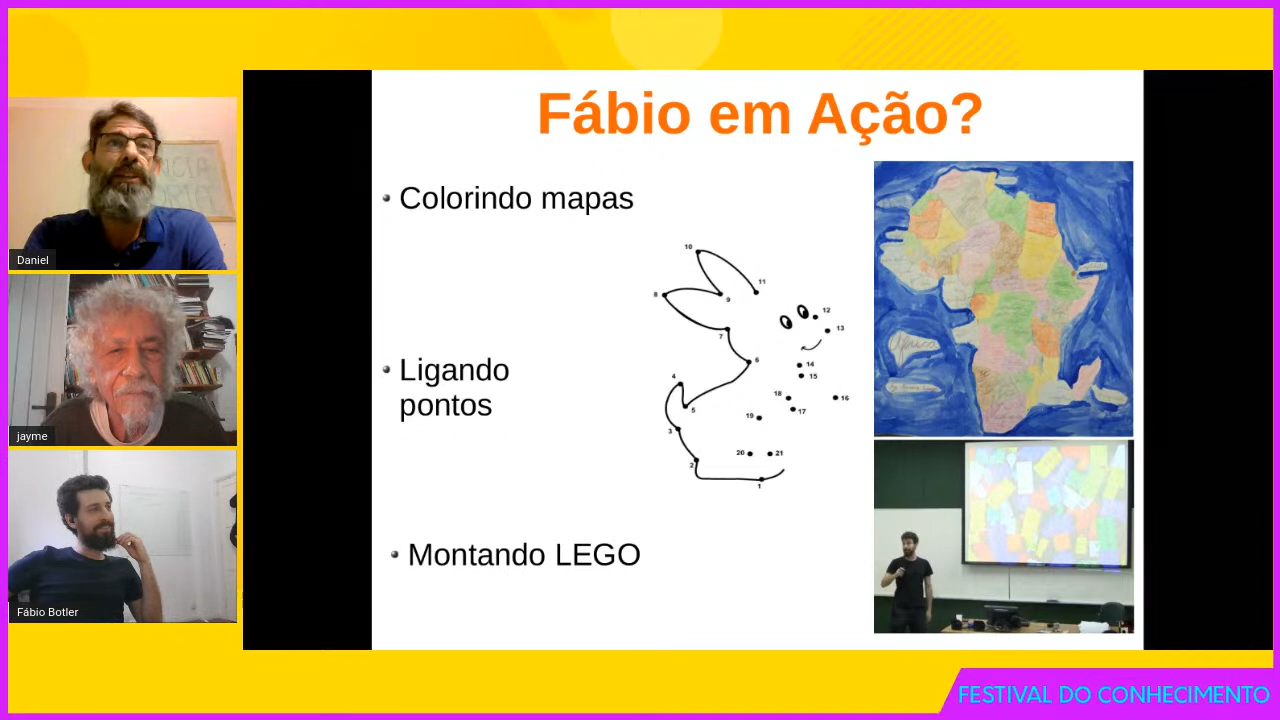 Fábio em Ação?
Colorindo mapas
Ligando
pontos
Montando LEGO
10
11
8
9
12
13
7
6
14
15
4
5
18
17
16
19
3
20
21
2
1
Daniel
jayme
Fábio Botler
FESTIVAL DO CONHECIMENTO